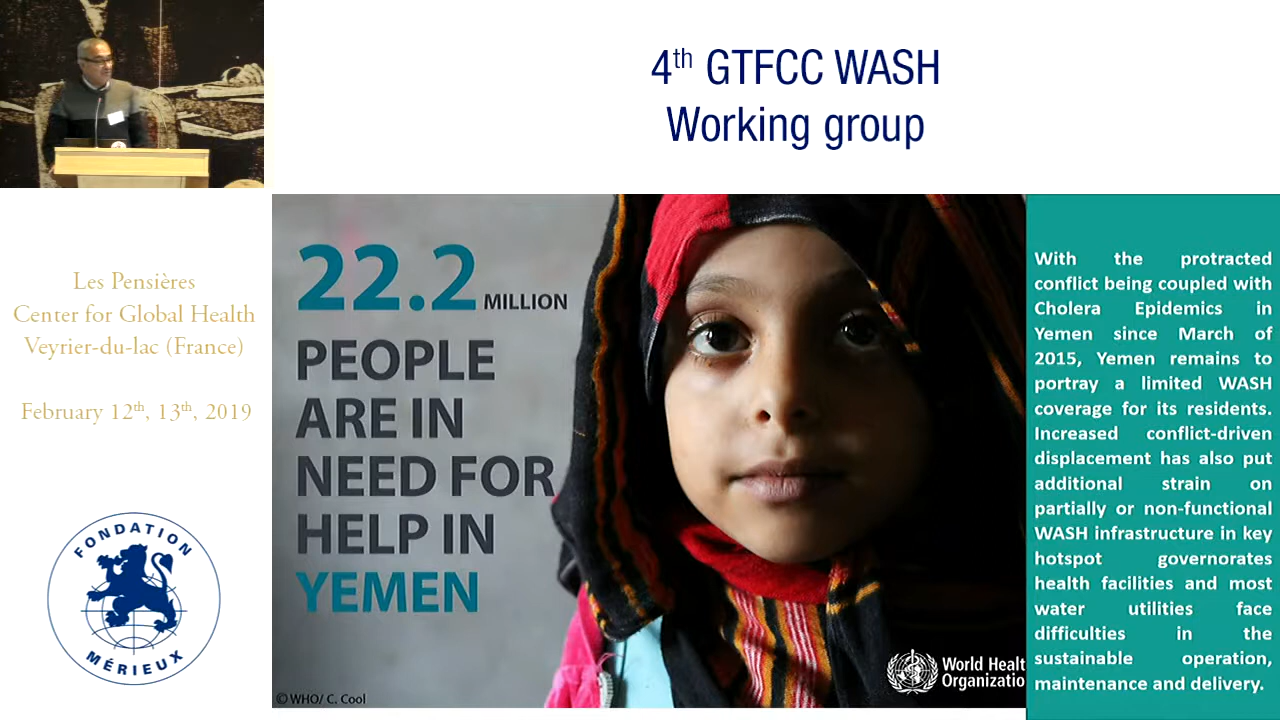 4th GTFCC WASH
Working group
Les Pensières
Center for Global Health
Veyrier-du-lac (France)
February 12th, 13th, 2019
FONDATION
MÉRIEUX
22.2 MILLION
PEOPLE
ARE IN
NEED FOR
HELP IN
YEMEN
© WHO/ C. Cool
World Healt
Organizatio
With the protracted
conflict being coupled with
Cholera Epidemics in
Yemen since March of
2015, Yemen remains to
portray a limited WASH
coverage for its residents.
Increased conflict-driven
displacement has also put
additional strain on
partially or non-functional
WASH infrastructure in key
hotspot governorates
health facilities and most
water utilities face
difficulties in the
sustainable operation,
maintenance and delivery.